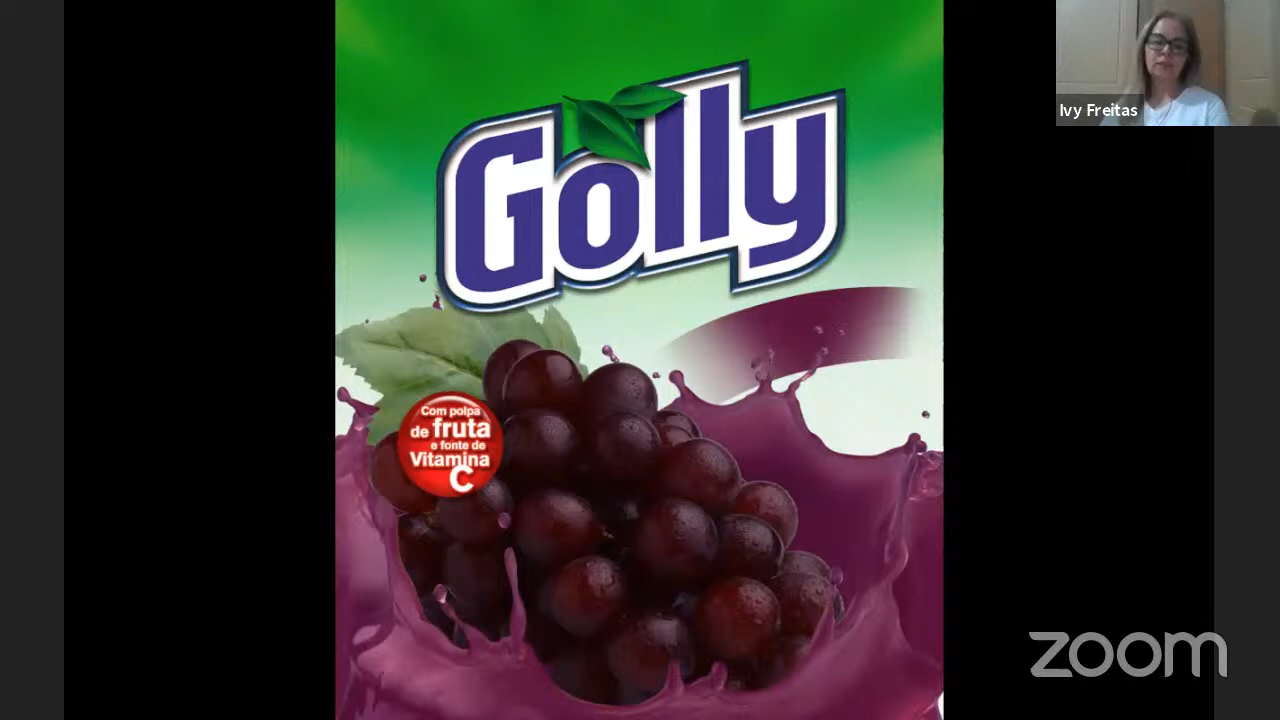 Golly
Com polpa
de fruta
e fonte de
Vitamina
C
Ivy Freitas
zoom